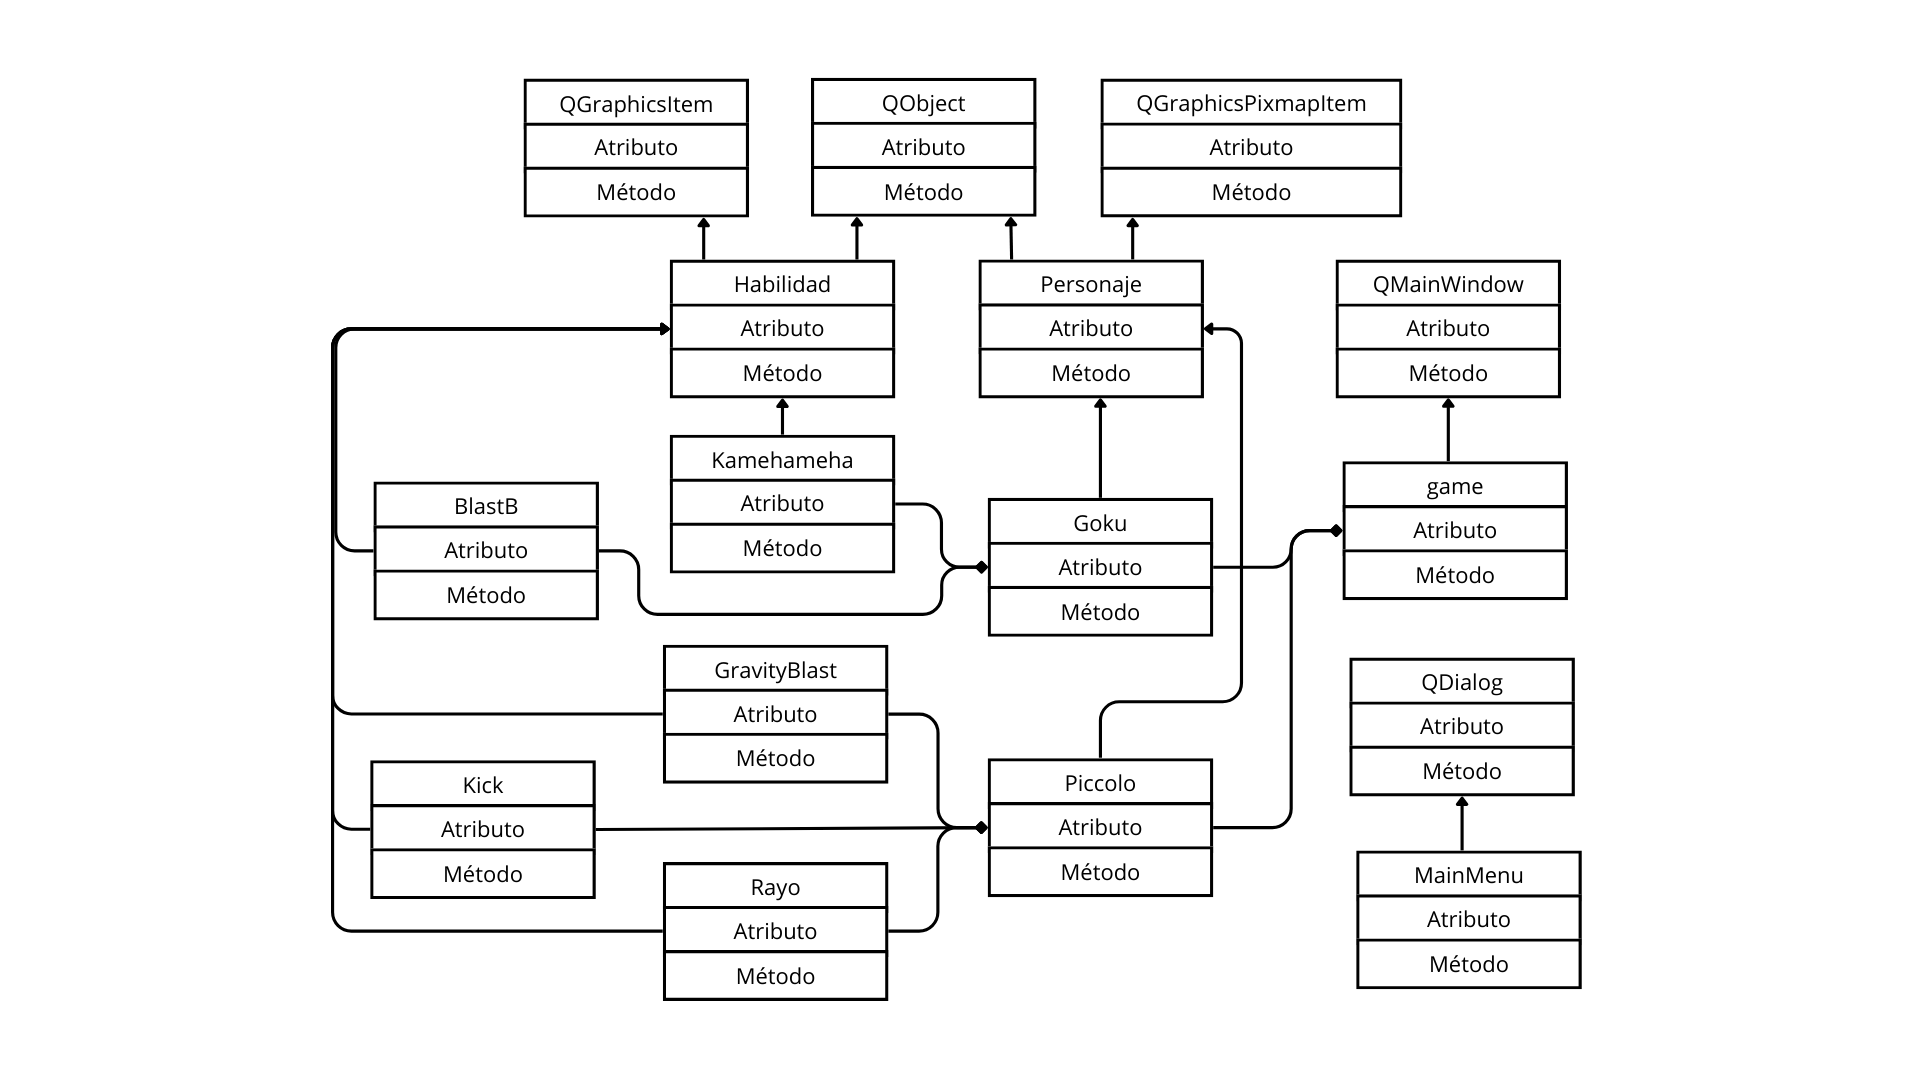 QGraphicsItem
Atributo
Método
QObject
Atributo
Método
QGraphicsPixmapItem
Atributo
Método
Habilidad
Atributo
Método
Personaje
Atributo
Método
QMainWindow
Atributo
Método
Kamehameha
Atributo
Método
BlastB
Atributo
Método
Goku
Atributo
Método
game
Atributo
Método
GravityBlast
Atributo
Método
QDialog
Atributo
Método
Kick
Atributo
Método
Piccolo
Atributo
Método
Rayo
Atributo
Método
MainMenu
Atributo
Método